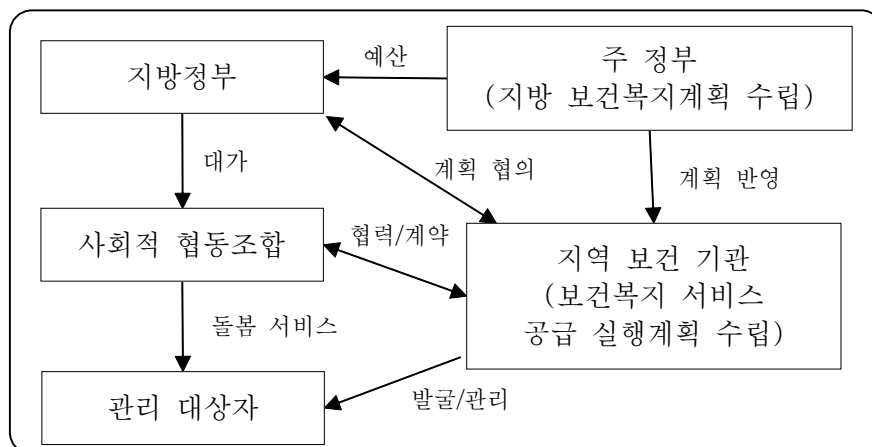 지방정부
예산
주 정부
(지방 보건복지계획 수립)
대가
계획 협의
계획 반영
사회적 협동조합
협력/계약
지역 보건 기관
(보건복지 서비스
공급 실행계획 수립)
돌봄 서비스
관리 대상자
발굴/관리